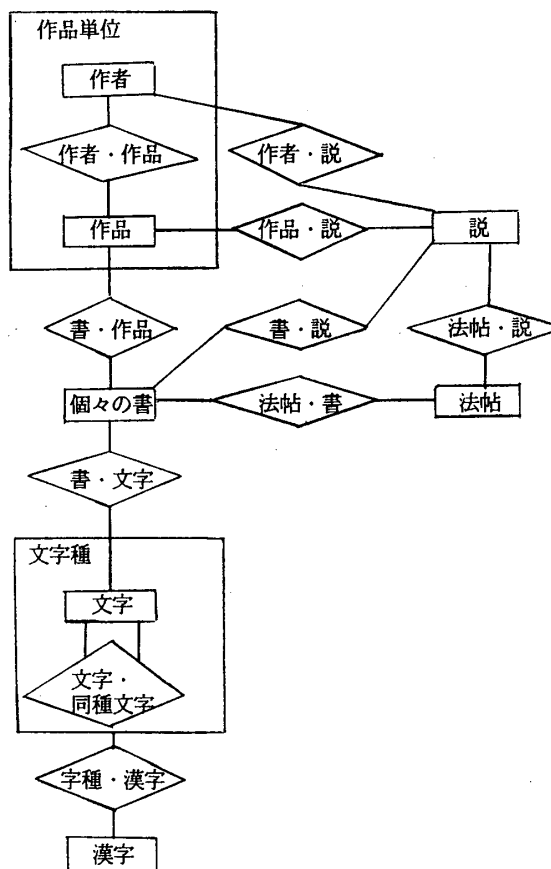 作品単位
作者
作者・作品
作者・説
作品
作品・説
説
書・作品
書・説
法帖・説
個々の書
法帖・書
法帖
書・文字
文字種
文字
文字・
同種文字
字種・漢字
漢字